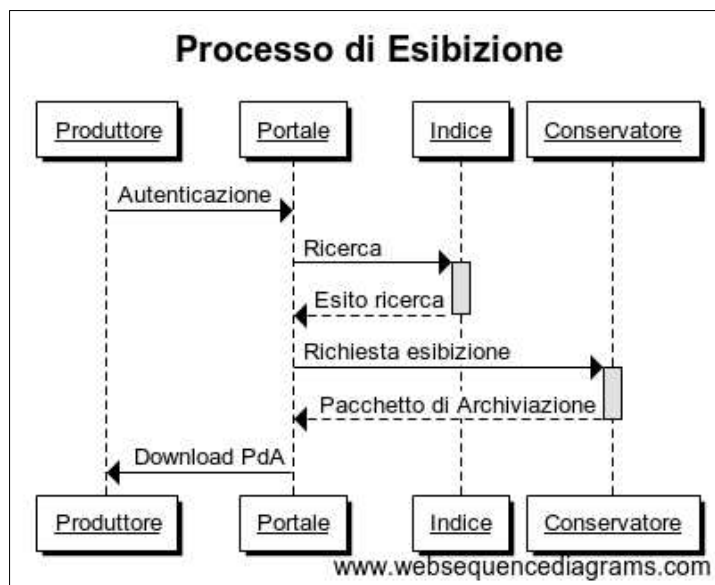 Processo di Esibizione
Produttore Portale Indice Conservatore
Autenticazione
Ricerca
Esito ricerca
Richiesta esibizione
Pacchetto di Archiviazione
Download PdA
Produttore Portale Indice Conservatore
www.websequencediagrams.com